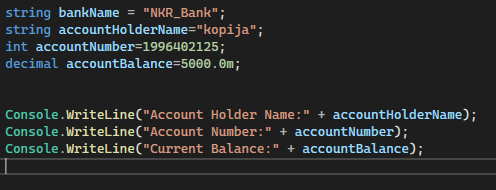 string bankName = "NKR_Bank";
string accountHolderName="kopija";
int accountNumber=1996402125;
decimal accountBalance=5000.0m;
Console.WriteLine("Account Holder Name:" + accountHolderName);
Console.WriteLine("Account Number:" + accountNumber);
Console.WriteLine("Current Balance:" + accountBalance);